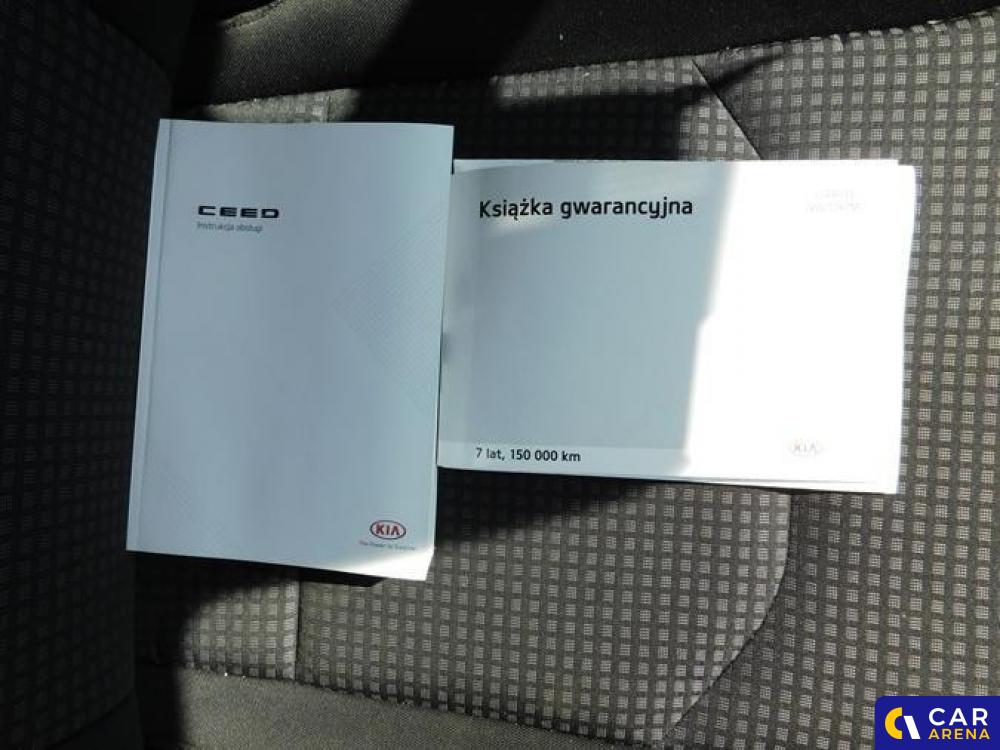 CEED
Instrukcja obsługi
KIA
The Power to Surprise
Książka gwarancyjna
7 lat, 150 000 km
KIA
CAR
ARENA